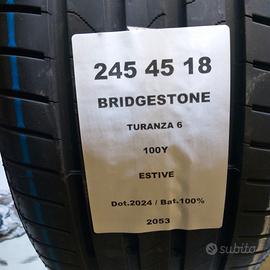 245 45 18
BRIDGESTONE
TURANZA 6
100Y
ESTIVE
Dot.2024 / Bat.100%
2053
subito